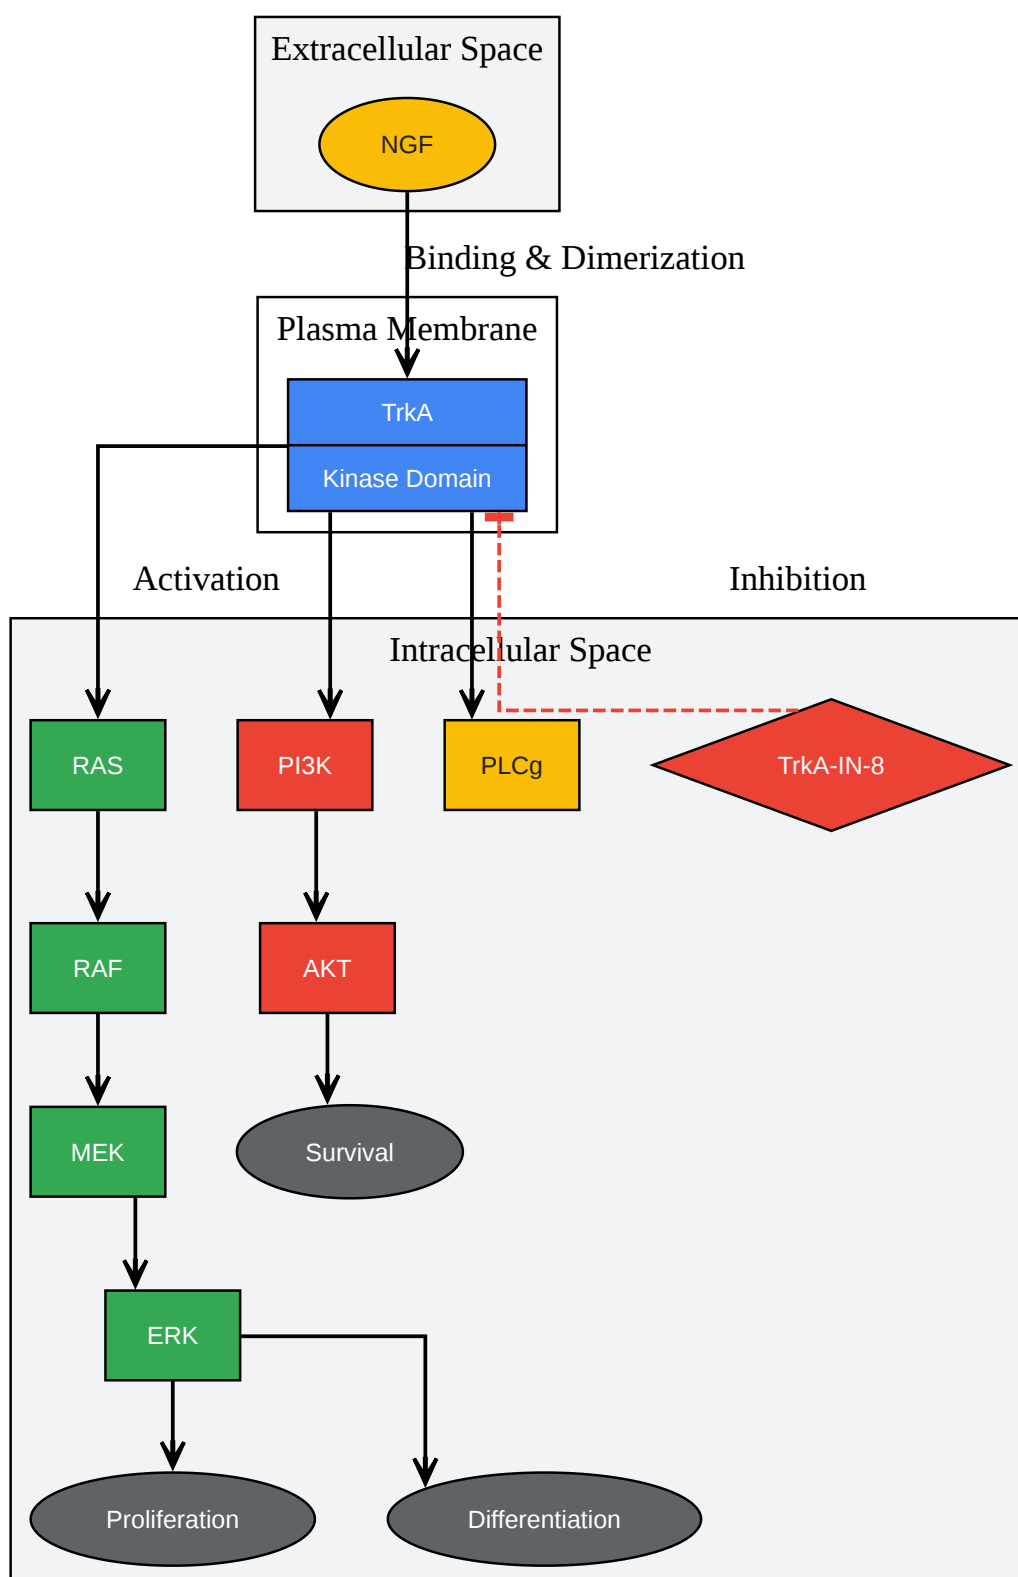 Extracellular Space
NGF
Binding & Dimerization
Plasma Membrane
TrkA
Kinase Domain
Activation
Inhibition
Intracellular Space
RAS
PI3K
PLCg
TrkA-IN-8
RAF
AKT
MEK
Survival
ERK
Proliferation
Differentiation